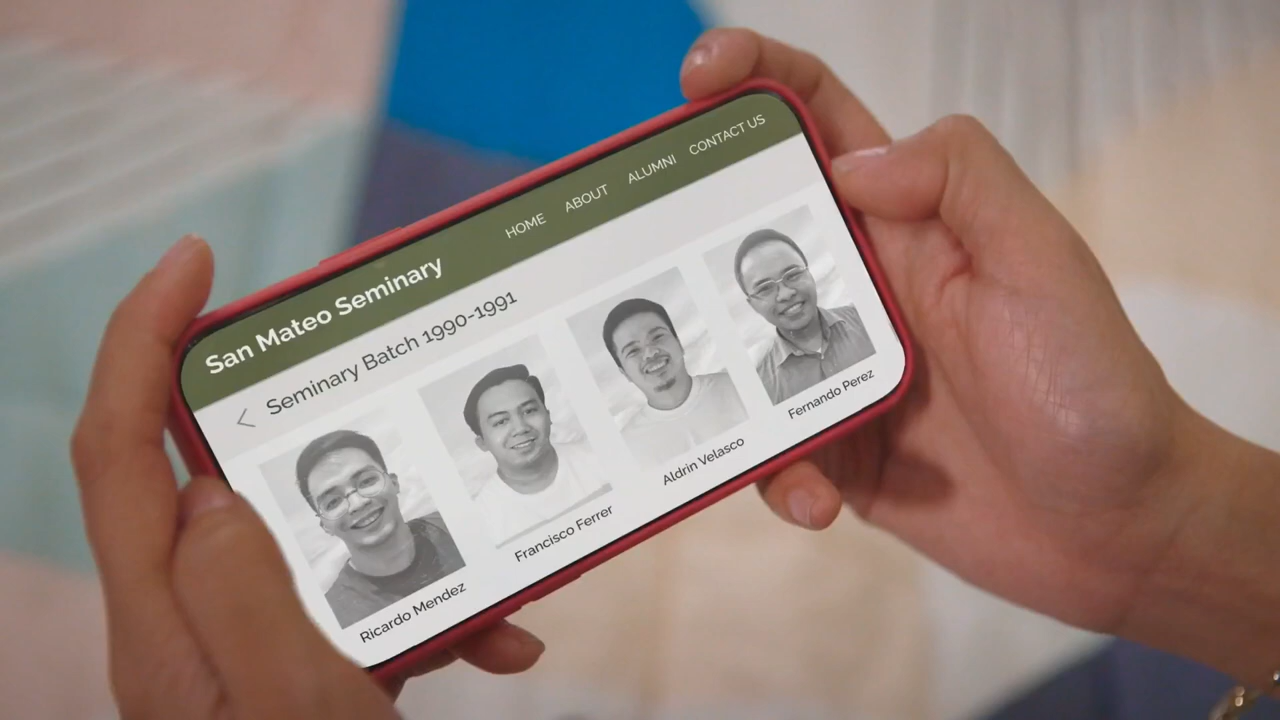 San Mateo Seminary
HOME ABOUT ALUMNI CONTACT US
Seminary Batch 1990-1991
Ricardo Mendez
Francisco Ferrer
Aldrin Velasco
Fernando Perez